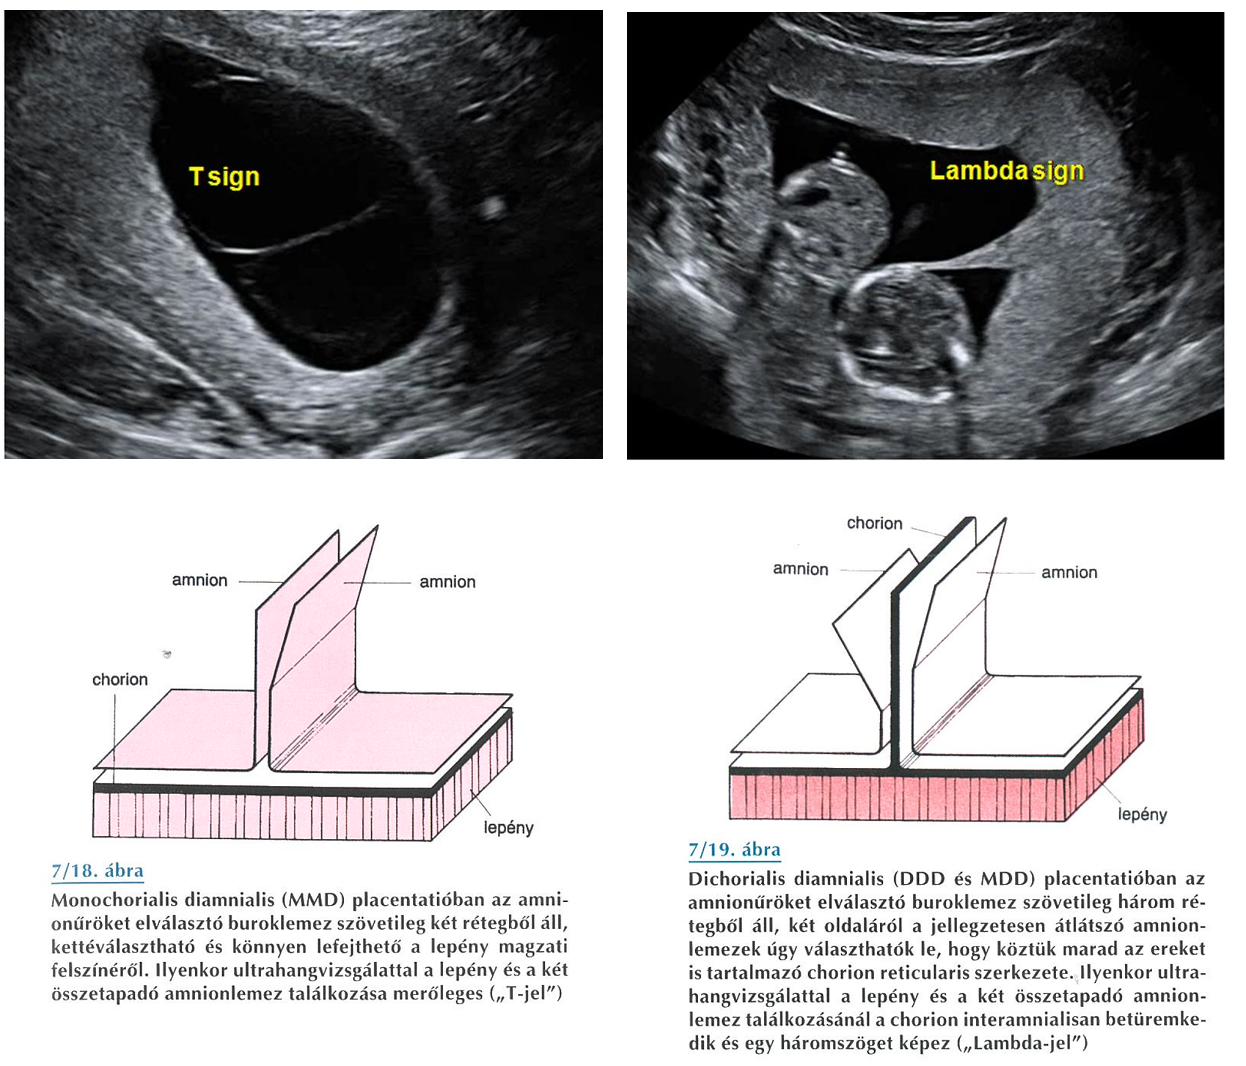 T sign
Lambda sign
amnion
amnion
chorion
lepény
7/18. ábra
Monochorialis diamnialis (MMD) placentatióban az amni-
onűröket elválasztó buroklemez szövetileg két rétegből áll,
kettéválasztható és könnyen lefejthető a lepény magzati
felszínéről. Ilyenkor ultrahangvizsgálattal a lepény és a két
összetapadó amnionlemez találkozása merőleges („T-jel”)
chorion
amnion
amnion
lepény
7/19. ábra
Dichorialis diamnialis (DDD és MDD) placentatióban az
amnionűröket elválasztó buroklemez szövetileg három ré-
tegből áll, két oldaláról a jellegzetesen átlátszó amnion-
lemezek úgy választhatók le, hogy köztük marad az ereket
is tartalmazó chorion reticularis szerkezete. Ilyenkor ultra-
hangvizsgálattal a lepény és a két összetapadó amnion-
lemez találkozásánál a chorion interamnialisan betüremke-
dik és egy háromszöget képez („Lambda-jel”)